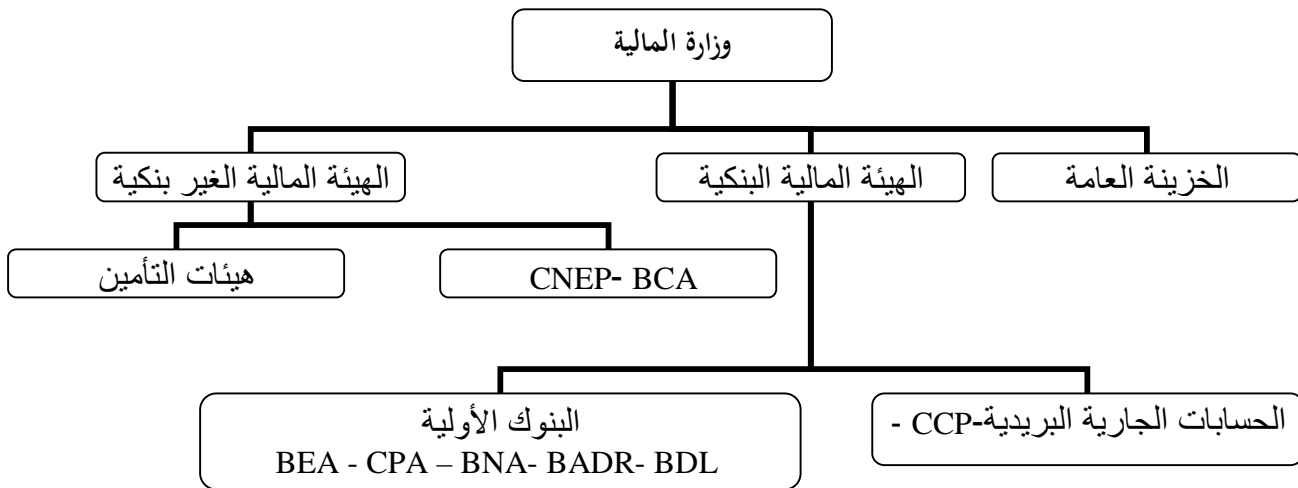 وزارة المالية
الخزينة العامة
الهيئة المالية البنكية
الهيئة المالية الغير بنكية
CNEP- BCA
هيئات التأمين
الحسابات الجارية البريدية-CCP -
البنوك الأولية
BEA - CPA – BNA- BADR- BDL